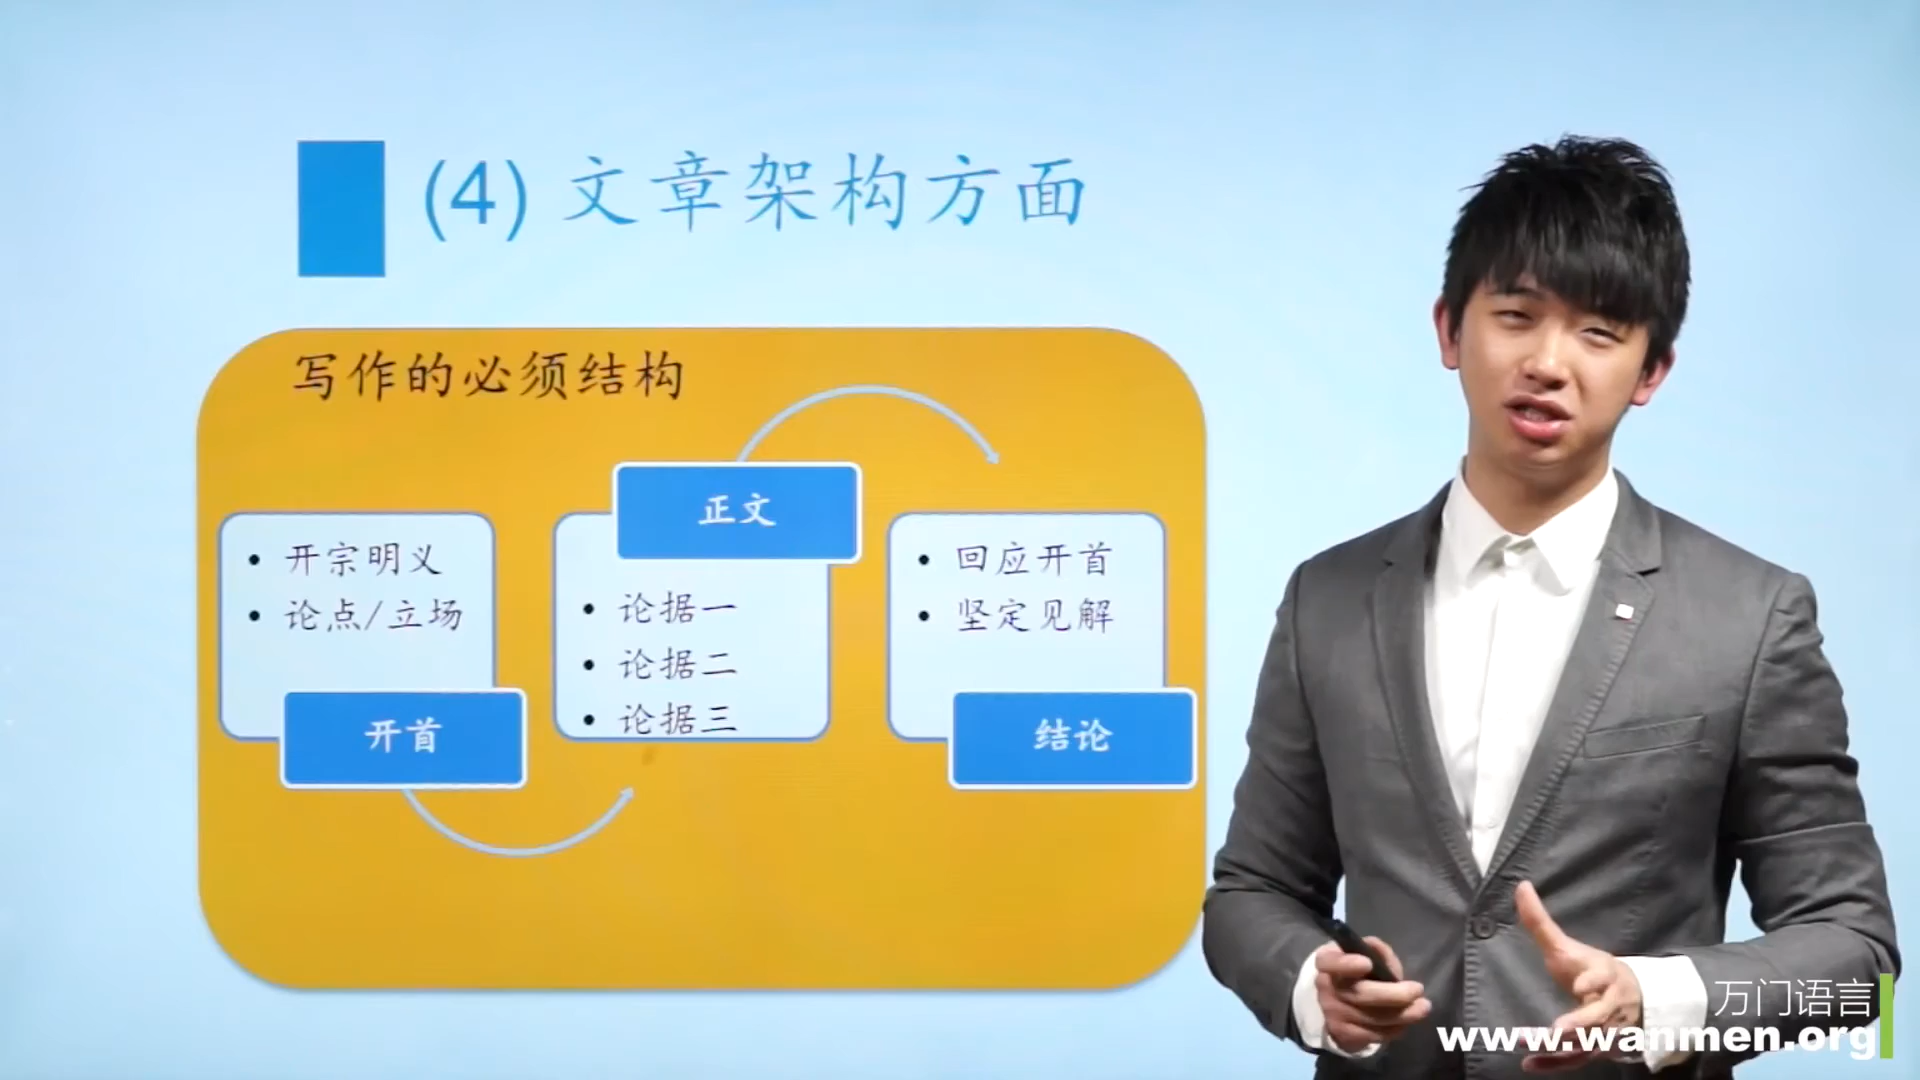 (4) 文章架构方面
写作的必须结构
开宗明义
论点/立场
开首
正文
论据一
论据二
论据三
回应开首
坚定见解
结论
万门语言
www.wanmen.org